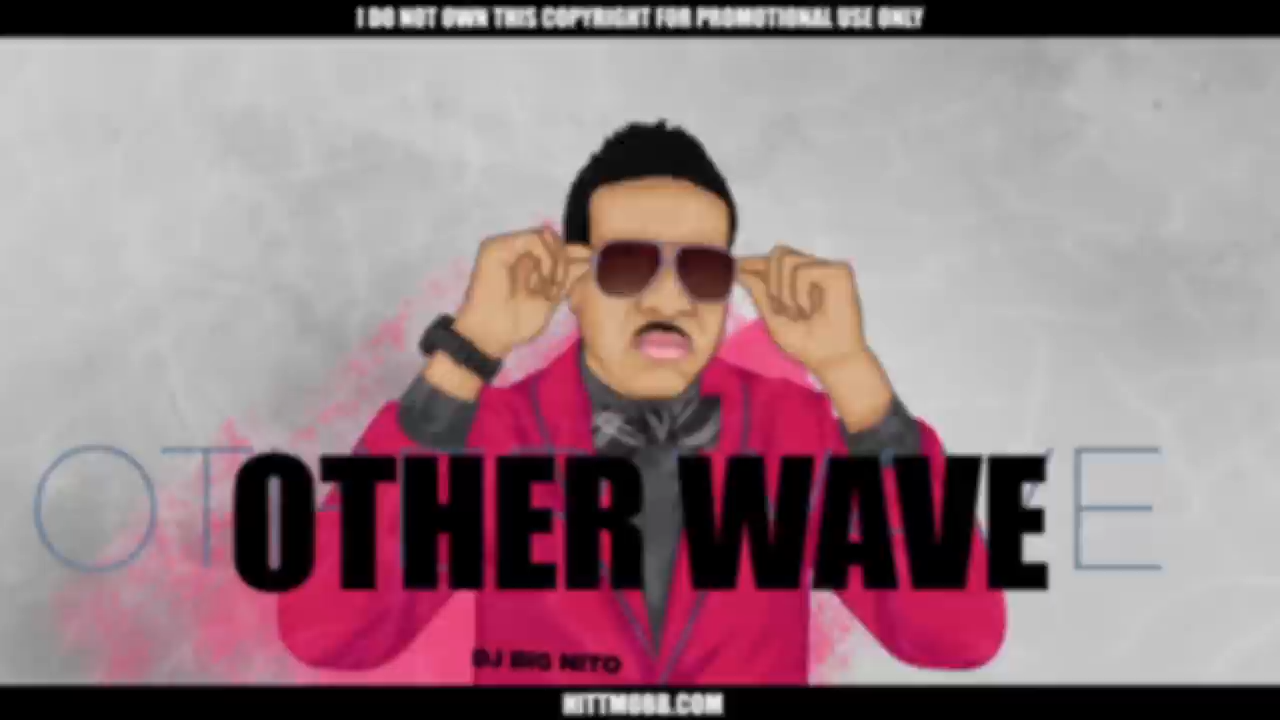 I DO NOT OWN THIS COPYRIGHT FOR PROMOTIONAL USE ONLY
OTHER WAVE
DJ BIG NITO
HITTMOBB.COM